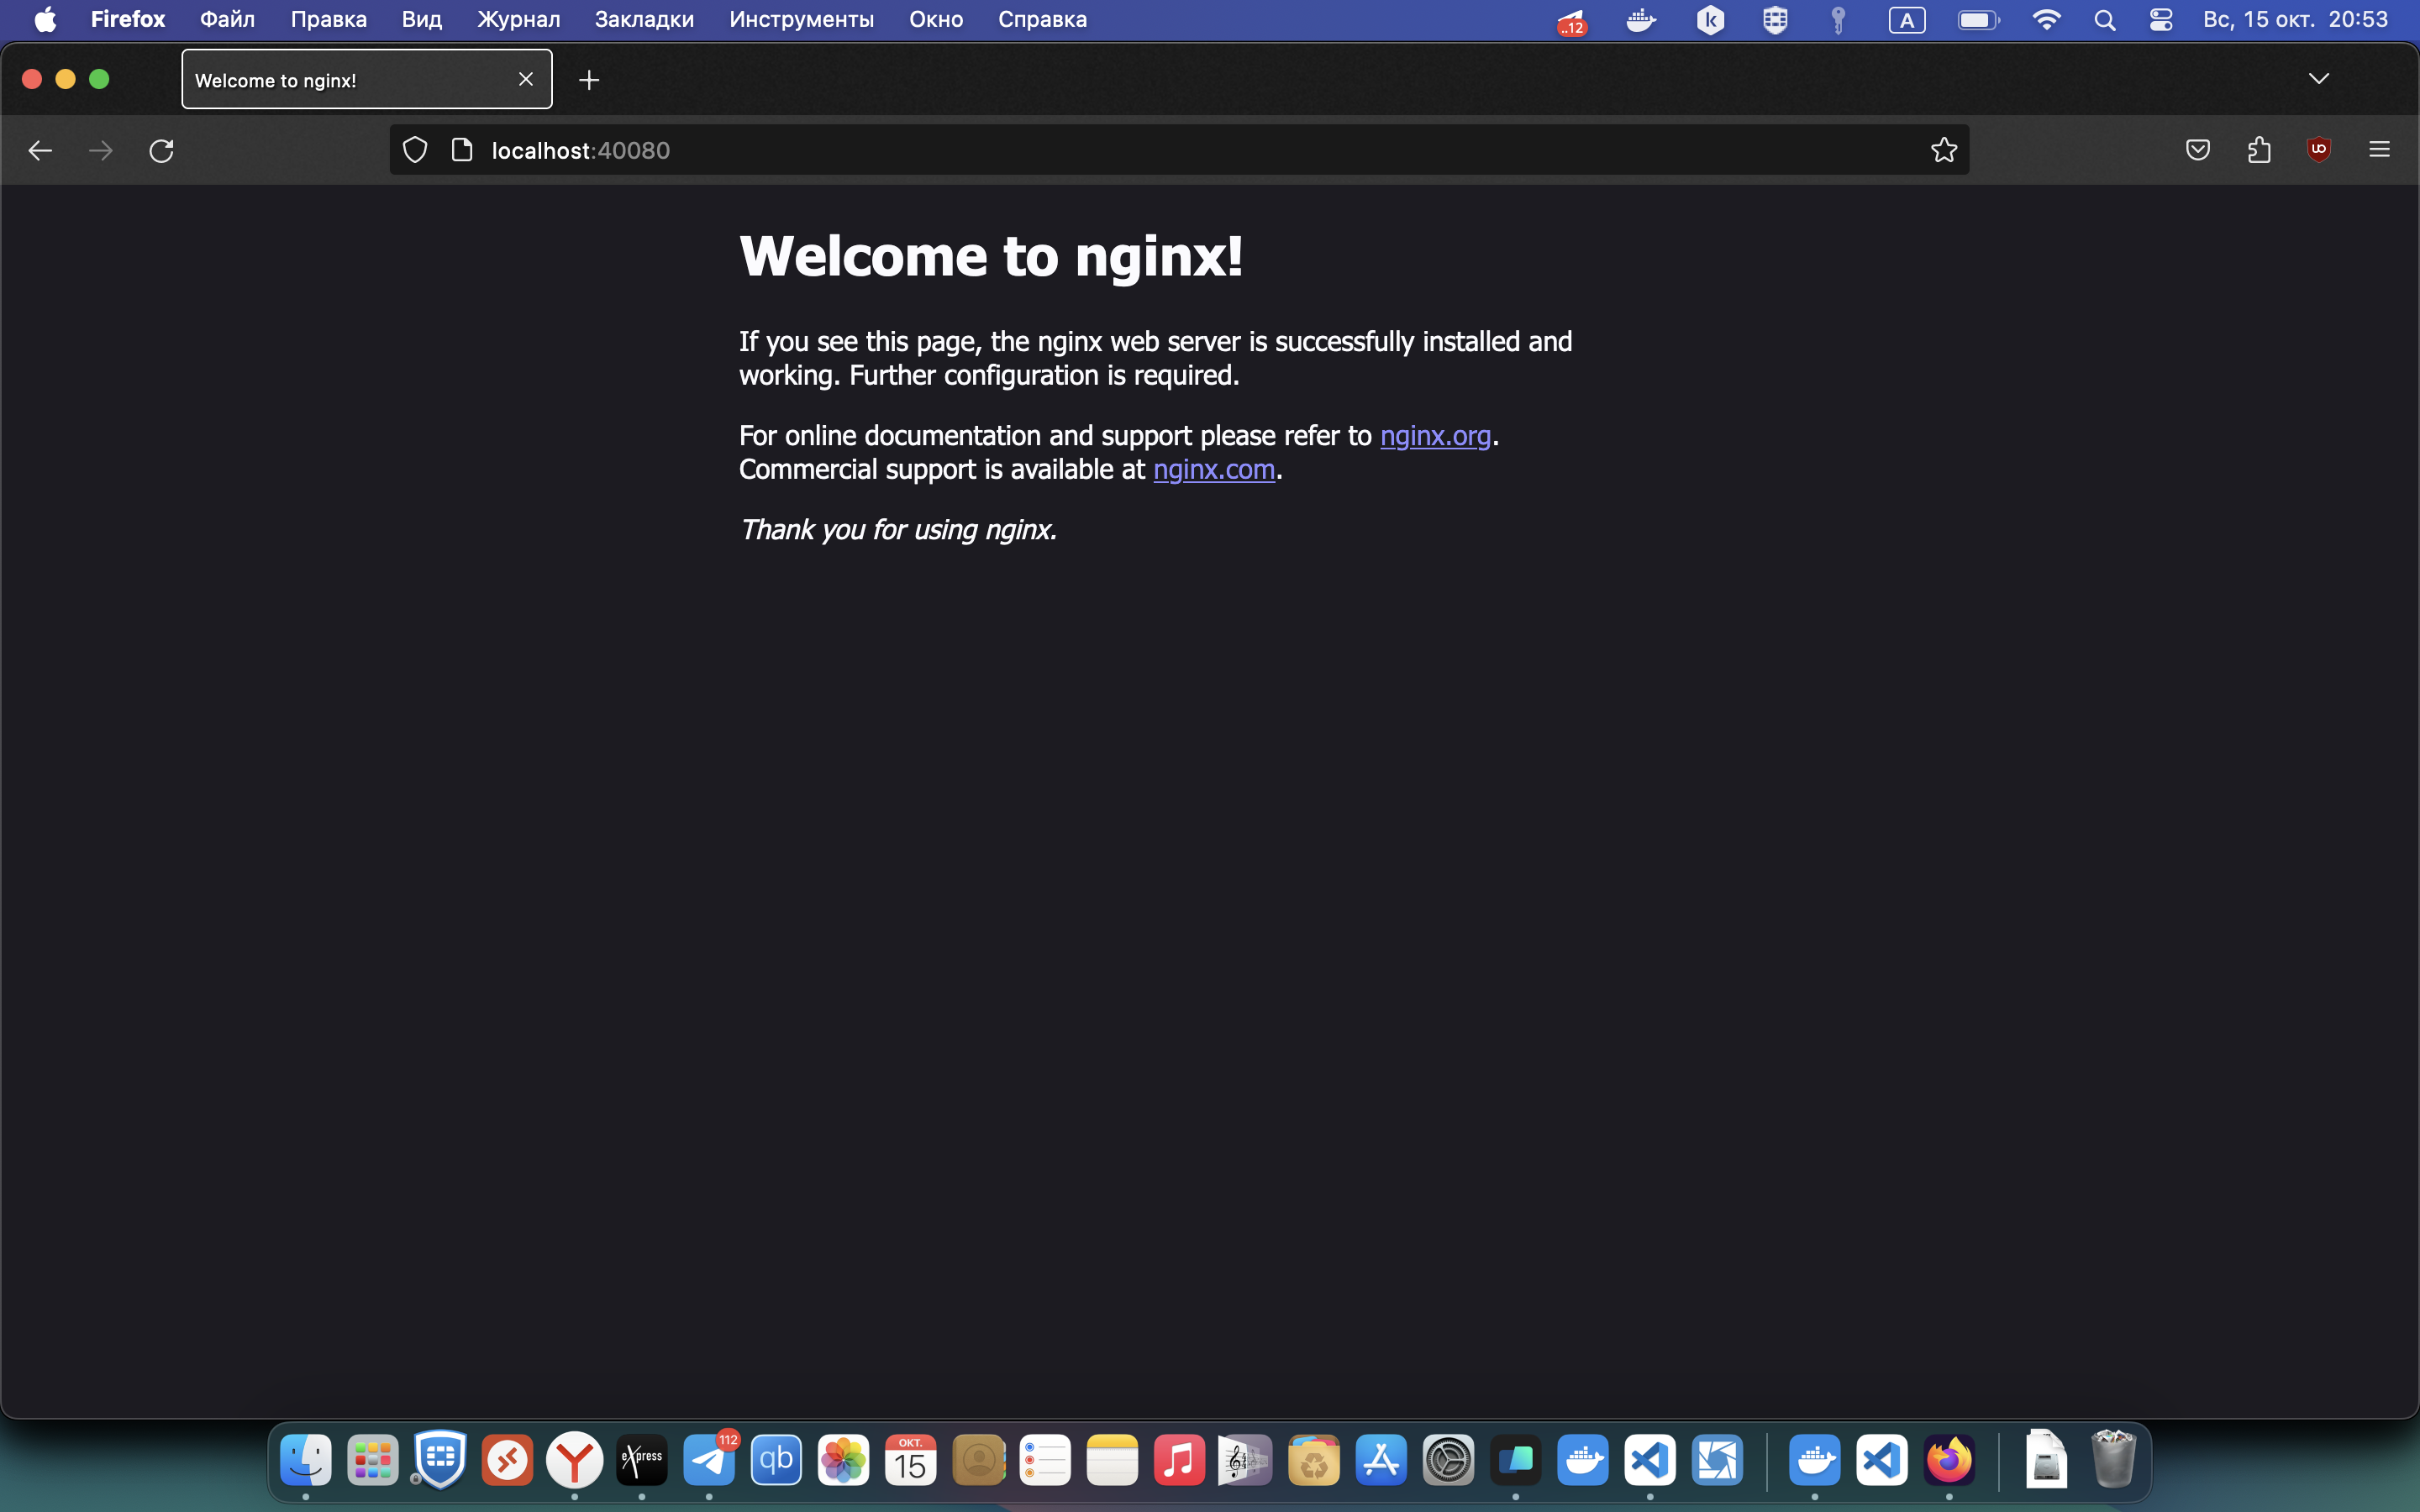 Firefox Файл Правка Вид Журнал Закладки Инструменты Окно Справка ..12 k A Вс, 15 окт. 20:53
Welcome to nginx!
localhost:40080
Welcome to nginx!
If you see this page, the nginx web server is successfully installed and
working. Further configuration is required.
For online documentation and support please refer to nginx.org.
Commercial support is available at nginx.com.
Thank you for using nginx.
eXpress 112 qb ОКТ. 15